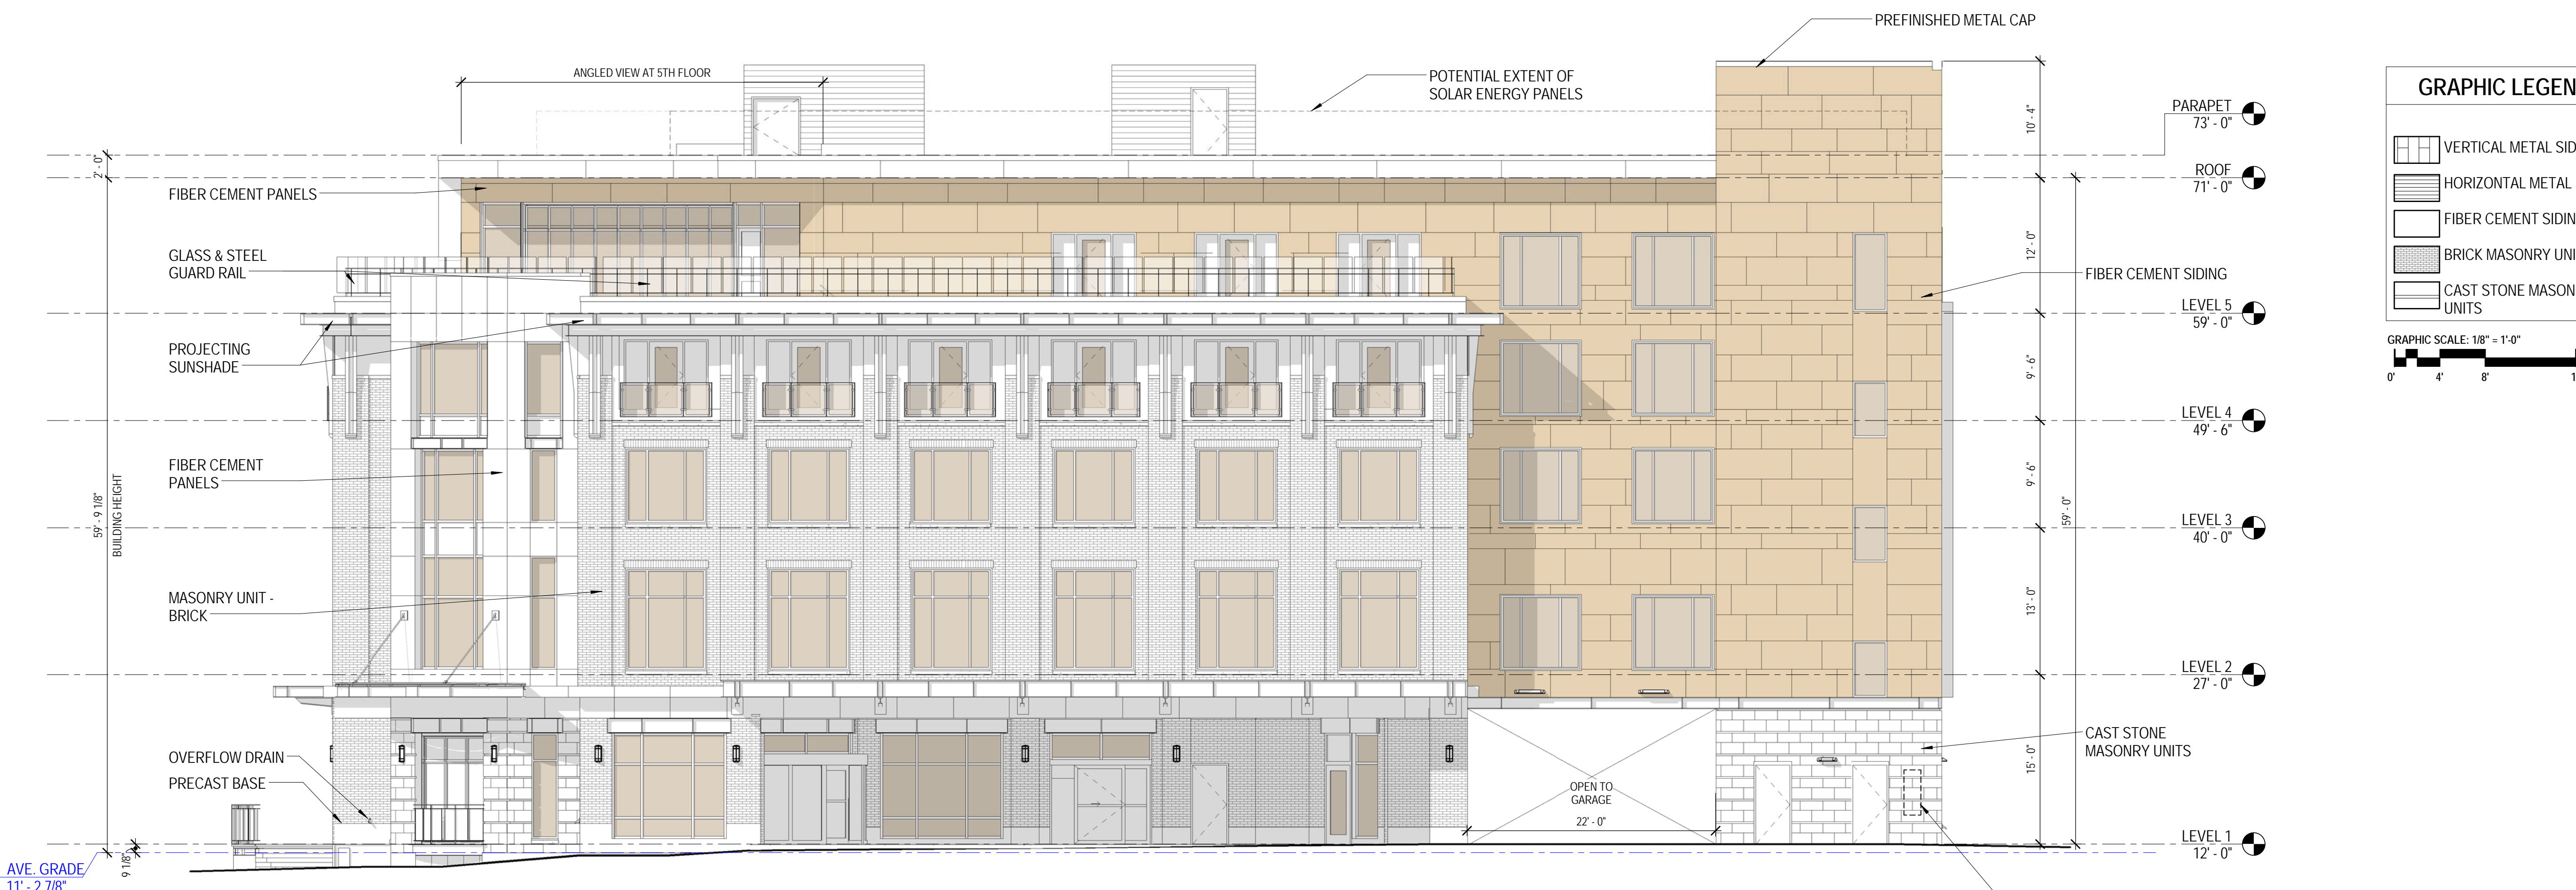 PREFINISHED METAL CAP
ANGLED VIEW AT 5TH FLOOR
POTENTIAL EXTENT OF
SOLAR ENERGY PANELS
GRAPHIC LEGEN
VERTICAL METAL SID
HORIZONTAL METAL
FIBER CEMENT SIDIN
BRICK MASONRY UNI
CAST STONE MASON
UNITS
GRAPHIC SCALE: 1/8" = 1'-0"
0'
4'
8'
1
PARAPET
73' - 0"
ROOF
71' - 0"
LEVEL 5
59' - 0"
LEVEL 4
49' - 6"
LEVEL 3
40' - 0"
LEVEL 2
27' - 0"
LEVEL 1
12' - 0"
10' - 4"
12' - 0"
9' - 6"
9' - 6"
13' - 0"
15' - 0"
59' - 0"
FIBER CEMENT SIDING
CAST STONE
MASONRY UNITS
2' - 0"
FIBER CEMENT PANELS
GLASS & STEEL
GUARD RAIL
PROJECTING
SUNSHADE
FIBER CEMENT
PANELS
59' - 9 1/8"
BUILDING HEIGHT
MASONRY UNIT -
BRICK
OVERFLOW DRAIN
PRECAST BASE
OPEN TO
GARAGE
22' - 0"
9 1/8"
AVE. GRADE
11' - 2 7/8"